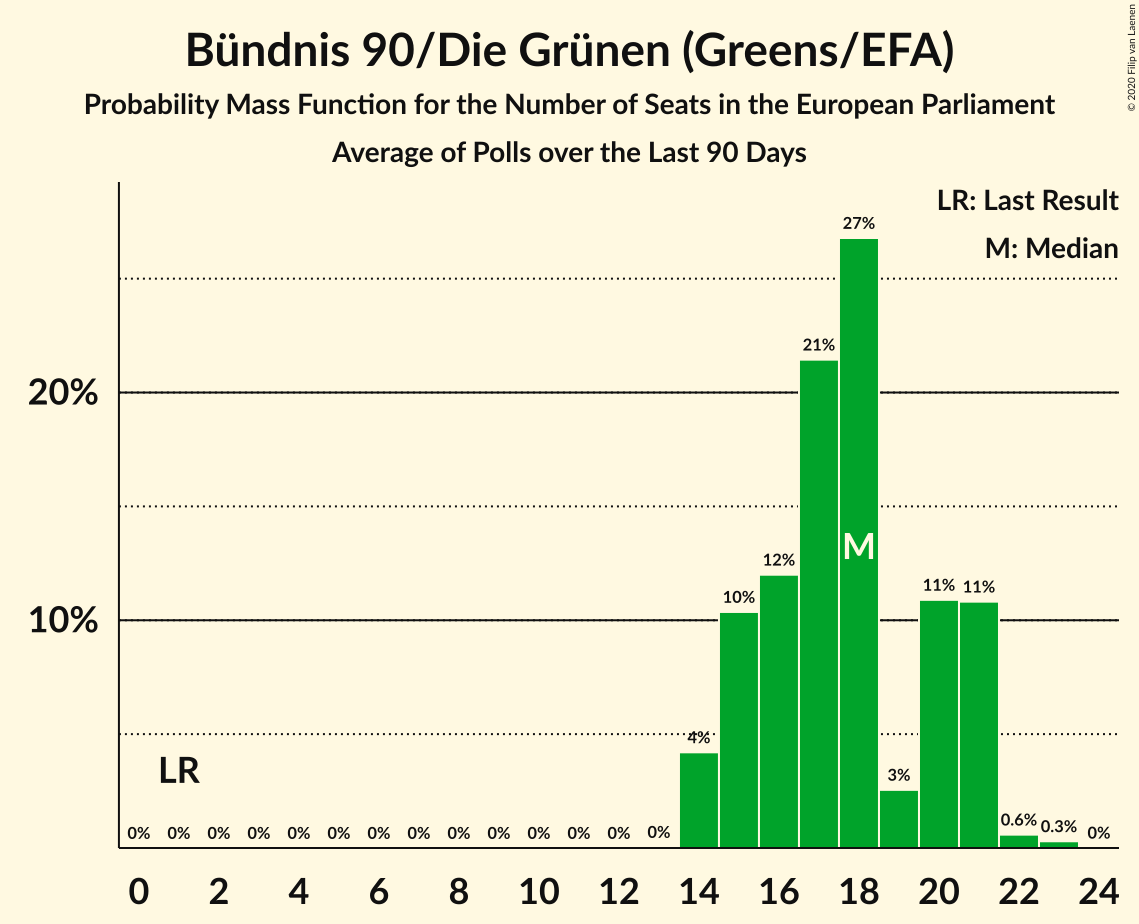 Bündnis 90/Die Grünen (Greens/EFA)
Probability Mass Function for the Number of Seats in the European Parliament
Average of Polls over the Last 90 Days
© 2020 Filip van Laenen
LR: Last Result
M: Median
27%
21%
20%
M
12%
10%
11% 11%
10%
4%
LR
3%
0% 0% 0% 0% 0% 0% 0% 0% 0% 0% 0% 0% 0% 0% 0.6% 0.3% 0%
0 2 4 6 8 10 12 14 16 18 20 22 24